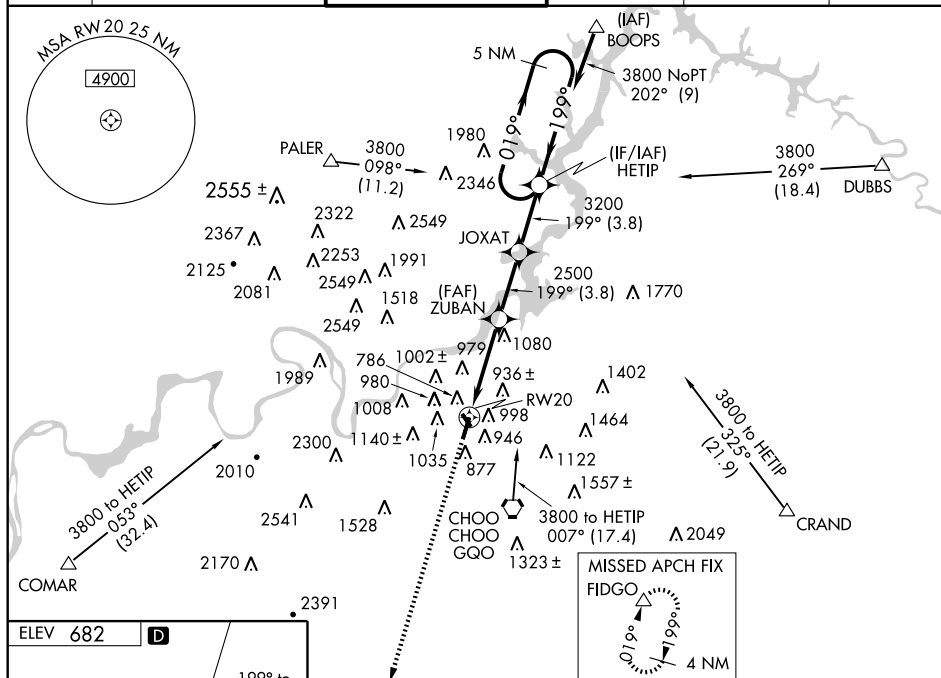 MSA RW20 25 NM
4900
(IAF)
BOOPS
5 NM
3800 NoPT
202° (9)
019°
199°
1980
(IF/IAF)
HETIP
PALER
3800
098°
(11.2)
2346
3800
269°
(18.4)
DUBBS
2555 ±
3200
199° (3.8)
2322
2549
2367
JOXAT
2253
1991
2125
2549
2081
2500
199° (3.8)
(FAF)
ZUBAN
1770
1518
2549
1080
979
1002 ±
786
1989
980
936 ±
1402
RW20
1008
998
1464
1140 ±
946
1035
877
1122
2300
2010
3800 to HETIP
325°
(21.9)
3800 to HETIP
053°
(32.4)
1557 ±
2541
1528
CHOO
CHOO
GQO
3800 to HETIP
007° (17.4)
CRAND
2049
1323 ±
COMAR
2170
MISSED APCH FIX
FIDGO
019°
199°
4 NM
2391
ELEV 682
D
199° to